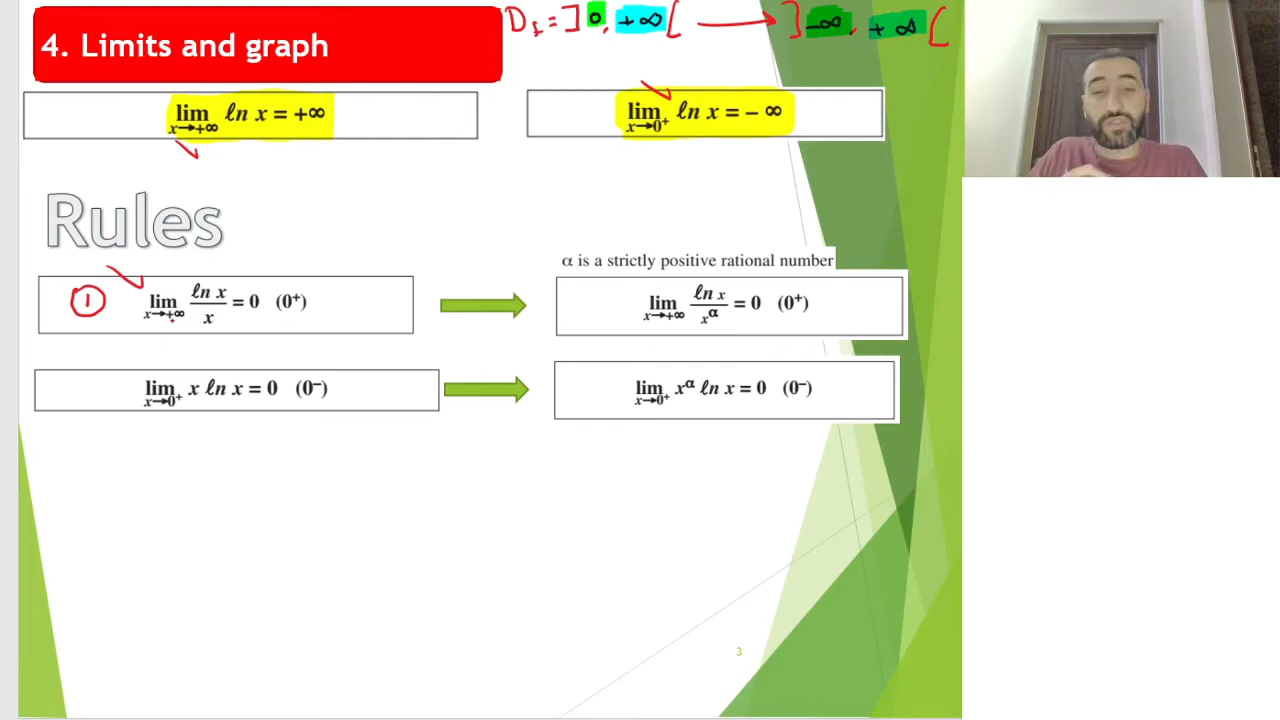 D_f = ]0, +∞[ → ]-∞, +∞[
4. Limits and graph
lim x→+∞ ℓn x = +∞
lim x→0⁺ ℓn x = – ∞
Rules
α is a strictly positive rational number
① lim x→+∞ ℓn x / x = 0 (0⁺)
lim x→+∞ ℓn x / x^α = 0 (0⁺)
lim x→0⁺ x ℓn x = 0 (0⁻)
lim x→0⁺ x^α ℓn x = 0 (0⁻)
3